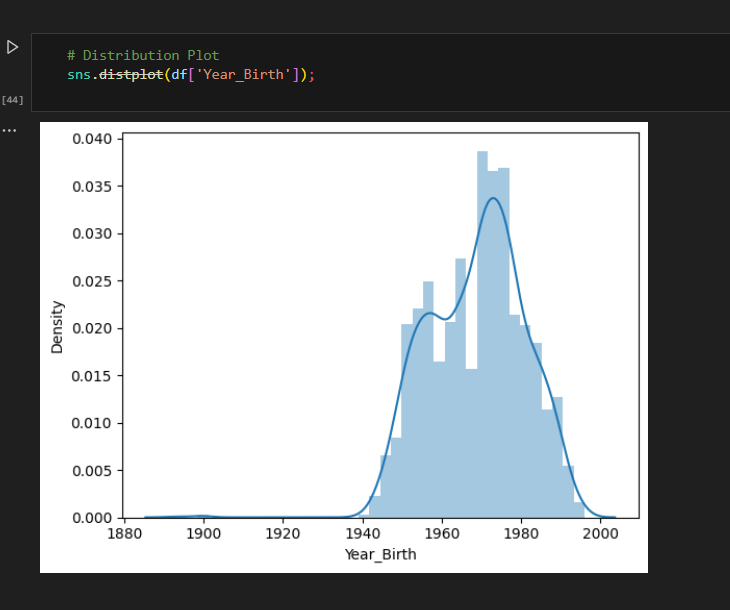 # Distribution Plot
sns.distplot(df['Year_Birth']);
[44]
...
0.040
0.035
0.030
0.025
0.020
0.015
0.010
0.005
0.000
Density
1880 1900 1920 1940 1960 1980 2000
Year_Birth